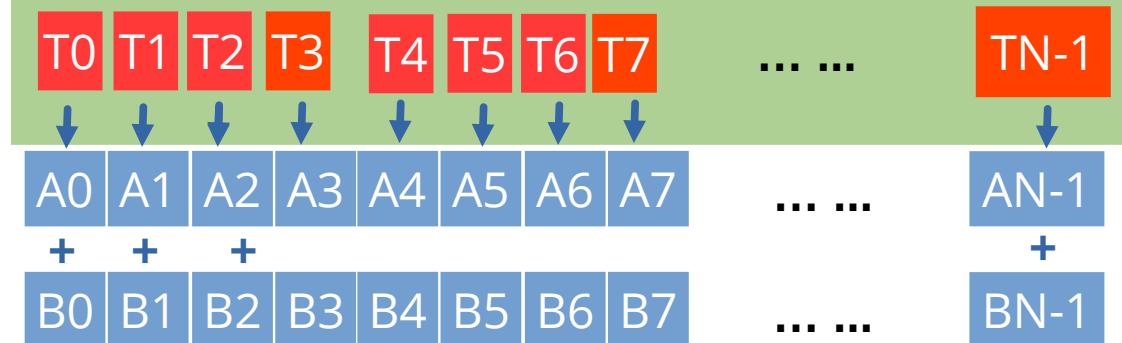 T0 T1 T2 T3 T4 T5 T6 T7 ... ... TN-1
A0 A1 A2 A3 A4 A5 A6 A7 ... ... AN-1
+ + + +
B0 B1 B2 B3 B4 B5 B6 B7 ... ... BN-1